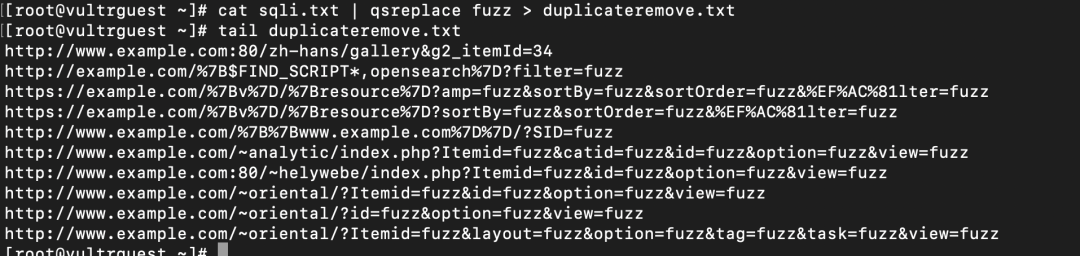 [[root@vultrguest ~]# cat sqli.txt | qsreplace fuzz > duplicateremove.txt
[[root@vultrguest ~]# tail duplicateremove.txt
http://www.example.com:80/zh-hans/gallery&g2_itemId=34
http://example.com/%7B$FIND_SCRIPT*,opensearch%7D?filter=fuzz
https://example.com/%7Bv%7D/%7Bresource%7D?amp=fuzz&sortBy=fuzz&sortOrder=fuzz&%EF%AC%81lter=fuzz
https://example.com/%7Bv%7D/%7Bresource%7D?sortBy=fuzz&sortOrder=fuzz&%EF%AC%81lter=fuzz
http://www.example.com/%7B%7Bwww.example.com%7D%7D/?SID=fuzz
http://www.example.com/~analytic/index.php?Itemid=fuzz&catid=fuzz&id=fuzz&option=fuzz&view=fuzz
http://www.example.com:80/~helywebe/index.php?Itemid=fuzz&id=fuzz&option=fuzz&view=fuzz
http://www.example.com/~oriental/?Itemid=fuzz&id=fuzz&option=fuzz&view=fuzz
http://www.example.com/~oriental/?id=fuzz&option=fuzz&view=fuzz
http://www.example.com/~oriental/?Itemid=fuzz&layout=fuzz&option=fuzz&tag=fuzz&task=fuzz&view=fuzz
[root@vultrguest ~]#